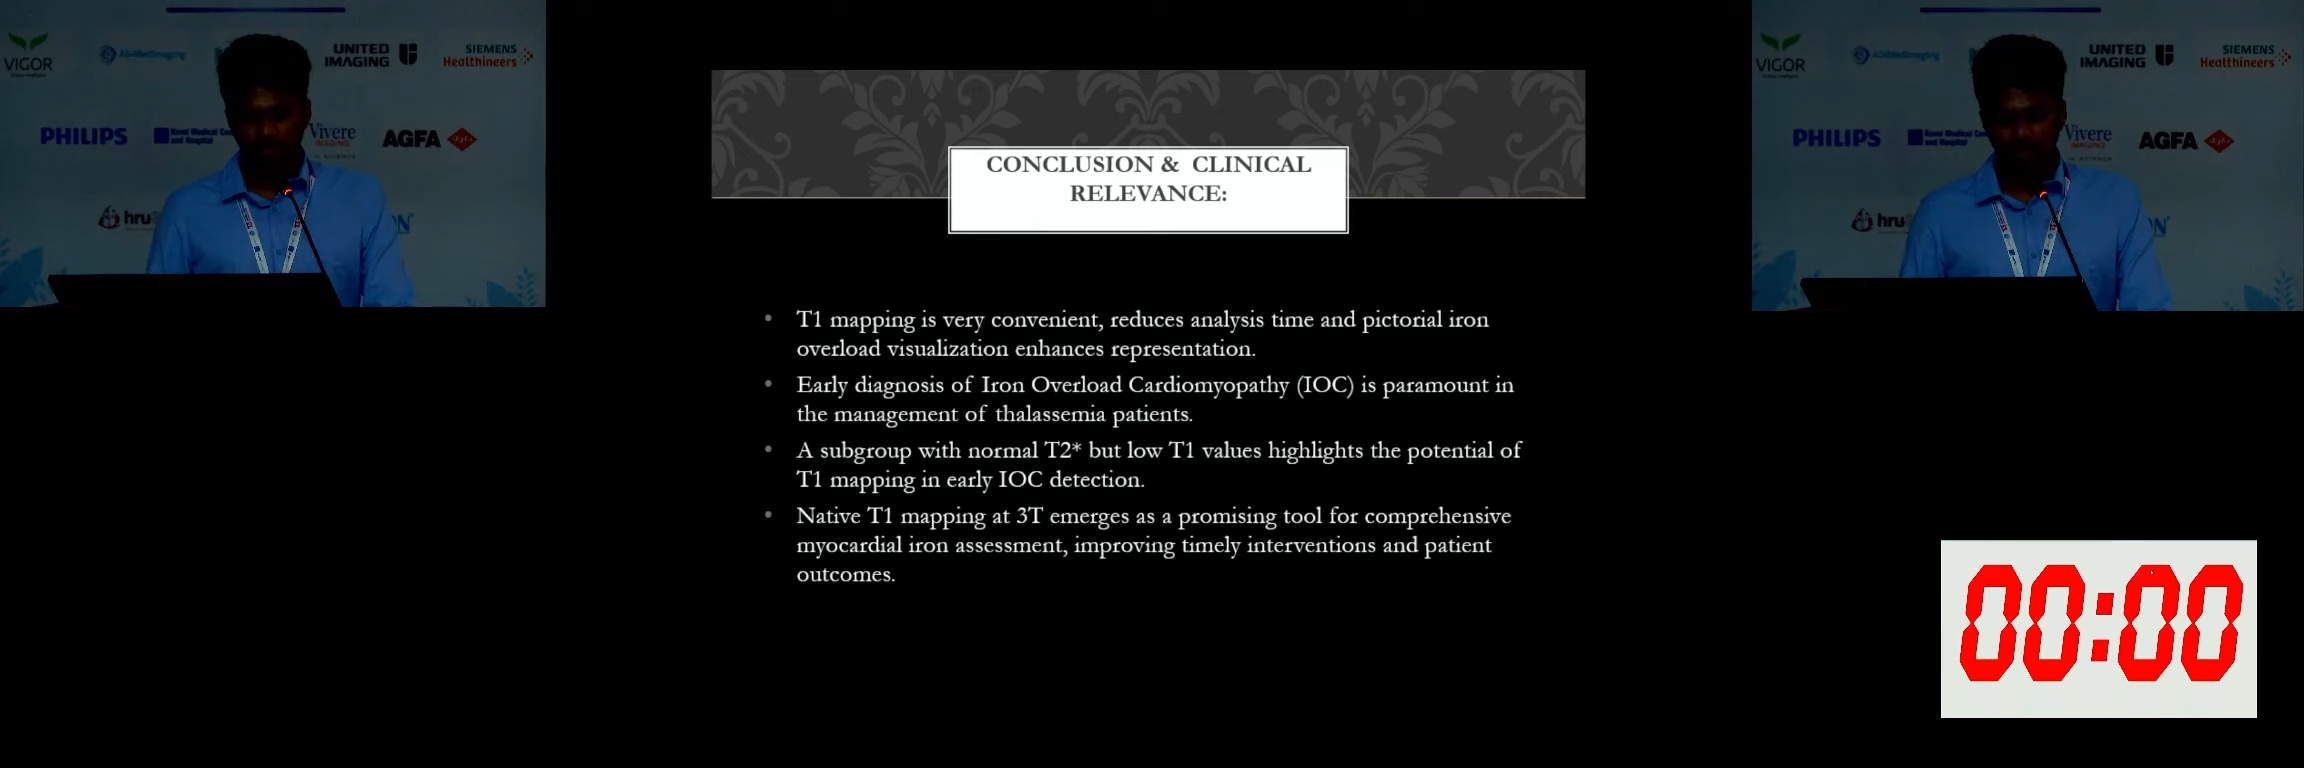 VIGOR
UNITED
IMAGING
SIEMENS
Healthineers
PHILIPS
Vivere
IMAGING
AGFA
hru
CONCLUSION & CLINICAL
RELEVANCE:
• T1 mapping is very convenient, reduces analysis time and pictorial iron
overload visualization enhances representation.
• Early diagnosis of Iron Overload Cardiomyopathy (IOC) is paramount in
the management of thalassemia patients.
• A subgroup with normal T2* but low T1 values highlights the potential of
T1 mapping in early IOC detection.
• Native T1 mapping at 3T emerges as a promising tool for comprehensive
myocardial iron assessment, improving timely interventions and patient
outcomes.
VIGOR
UNITED
IMAGING
SIEMENS
Healthineers
PHILIPS
Vivere
IMAGING
AGFA
hru
00:00